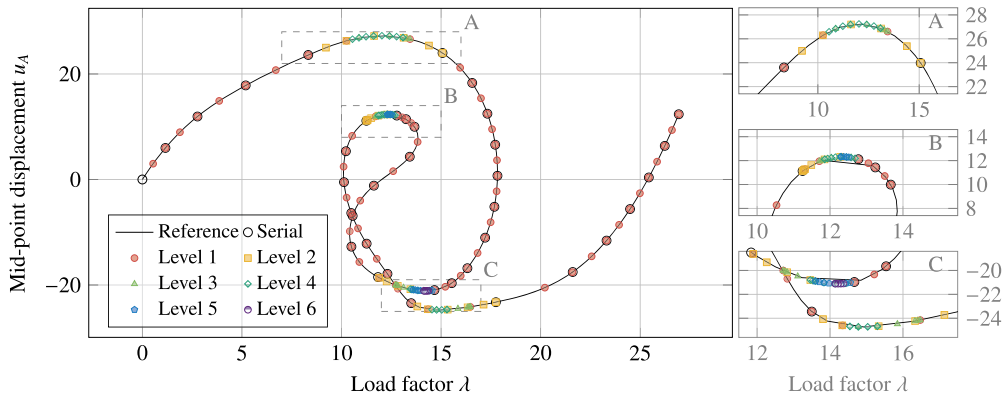 Mid-point displacement u_A
20
0
−20
0
5
10
15
20
25
Load factor λ
A
B
C
Reference
Serial
Level 1
Level 2
Level 3
Level 4
Level 5
Level 6
A
28
26
24
22
10
15
B
14
12
10
8
10
12
14
C
−20
−22
−24
12
14
16
Load factor λ